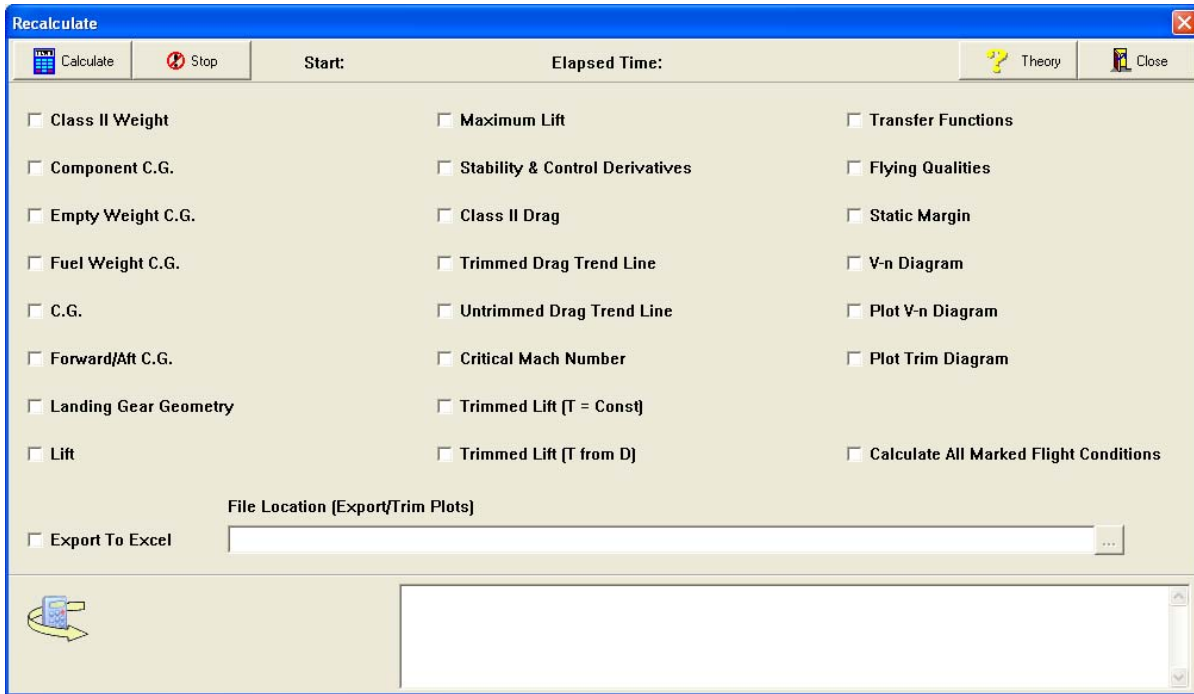 Recalculate
Calculate
Stop
Start:
Elapsed Time:
Theory
Close
Class II Weight
Maximum Lift
Transfer Functions
Component C.G.
Stability & Control Derivatives
Flying Qualities
Empty Weight C.G.
Class II Drag
Static Margin
Fuel Weight C.G.
Trimmed Drag Trend Line
V-n Diagram
C.G.
Untrimmed Drag Trend Line
Plot V-n Diagram
Forward/Aft C.G.
Critical Mach Number
Plot Trim Diagram
Landing Gear Geometry
Trimmed Lift (T = Const)
Lift
Trimmed Lift (T from D)
Calculate All Marked Flight Conditions
File Location (Export/Trim Plots)
Export To Excel
...